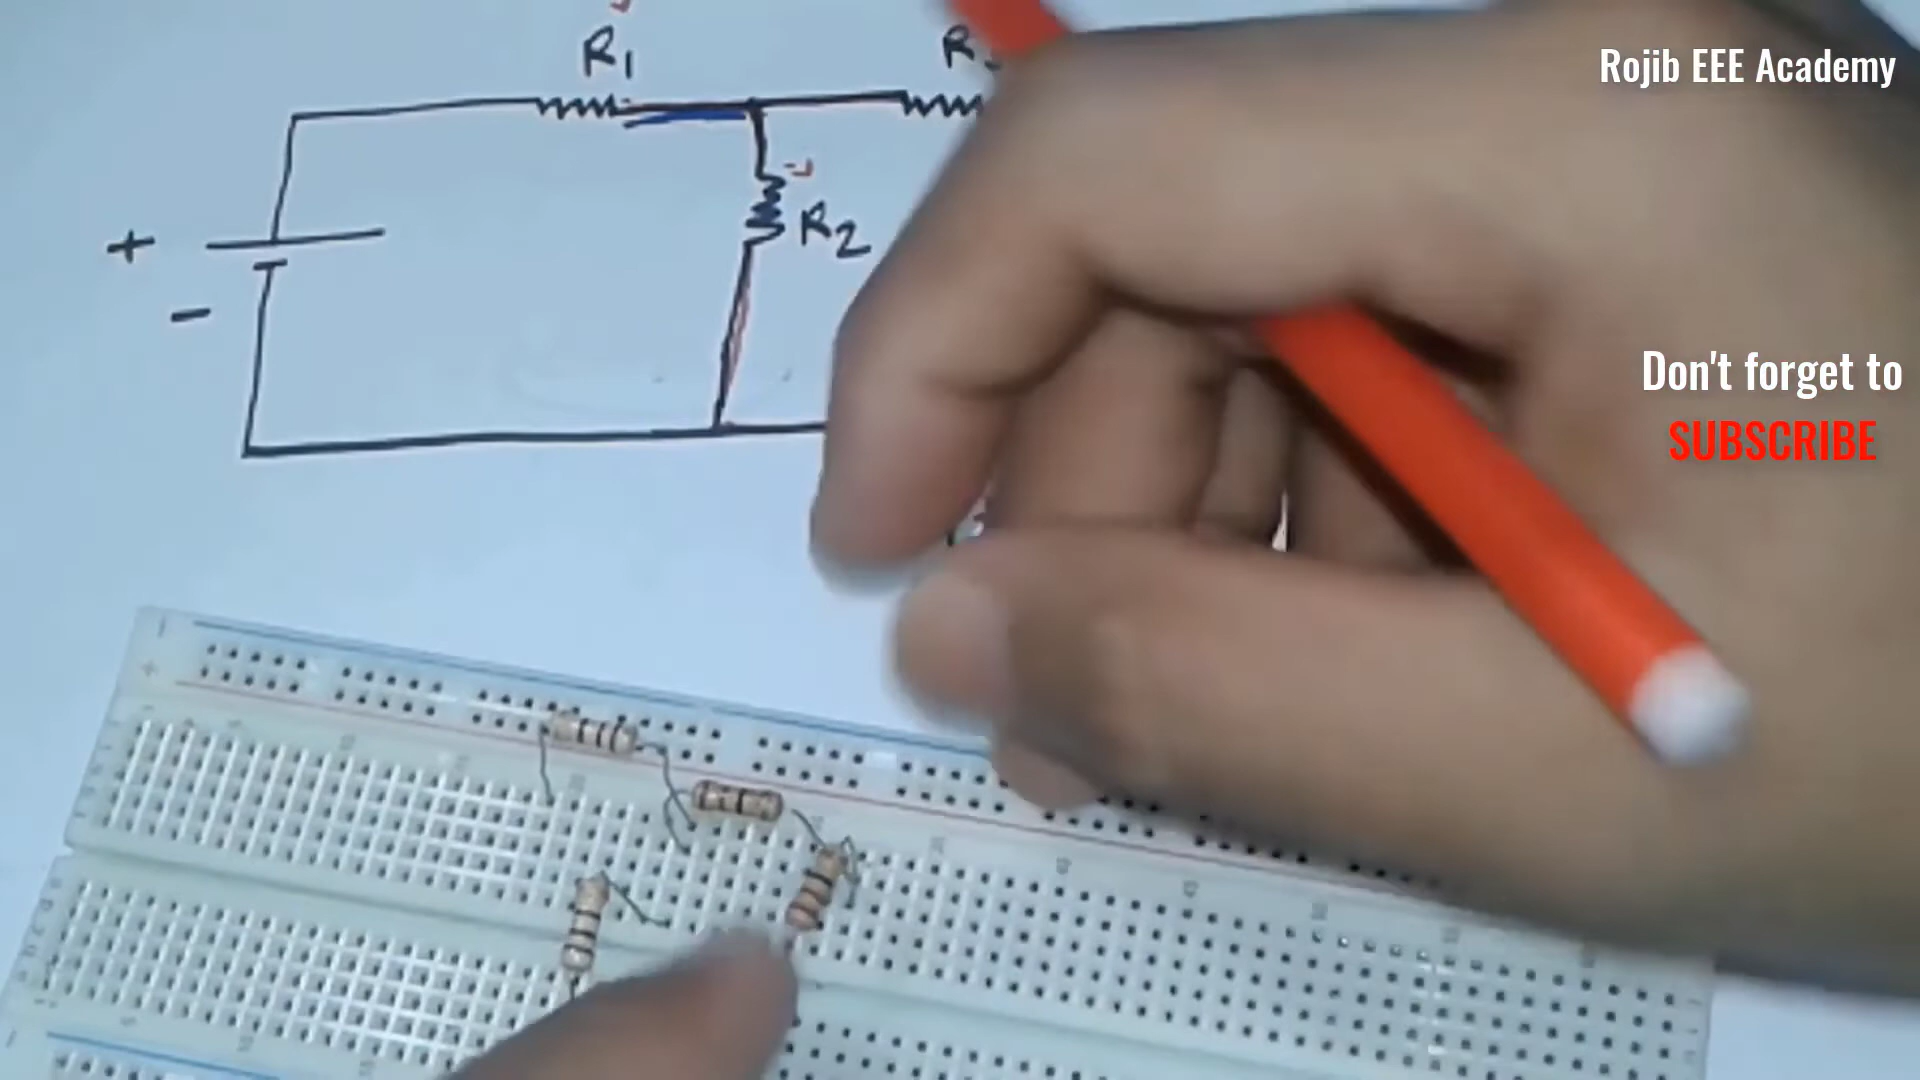 R1
R
Rojib EEE Academy
+
R2
-
Don't forget to
SUBSCRIBE